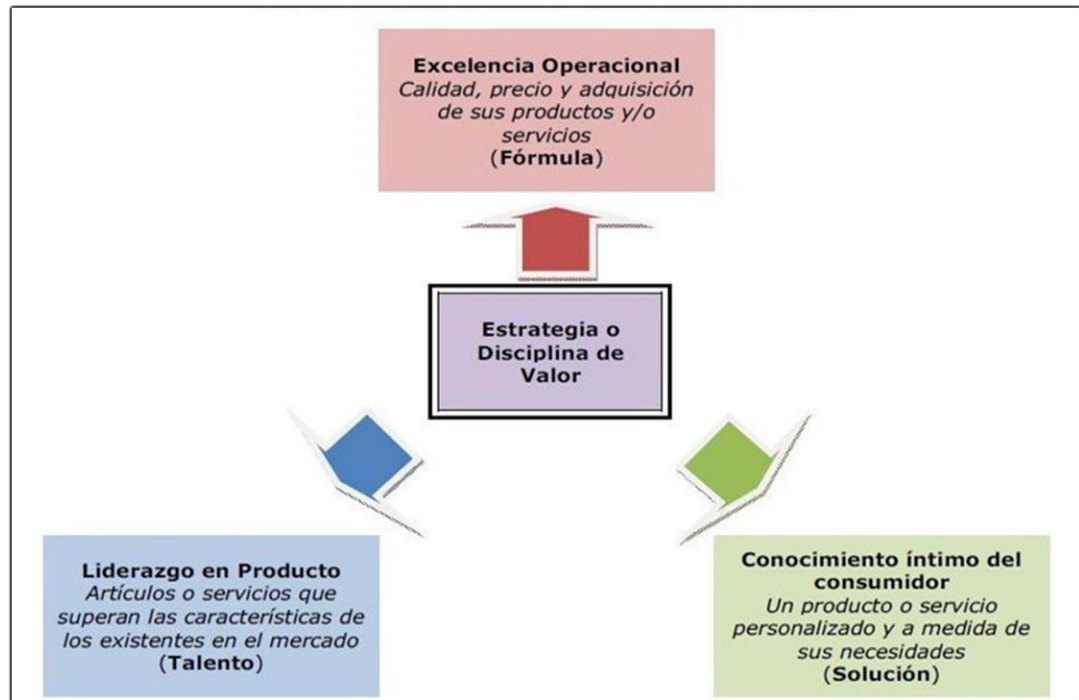 Excelencia Operacional
Calidad, precio y adquisición
de sus productos y/o
servicios
(Fórmula)
Estrategia o
Disciplina de
Valor
Liderazgo en Producto
Artículos o servicios que
superan las características de
los existentes en el mercado
(Talento)
Conocimiento íntimo del
consumidor
Un producto o servicio
personalizado y a medida de
sus necesidades
(Solución)